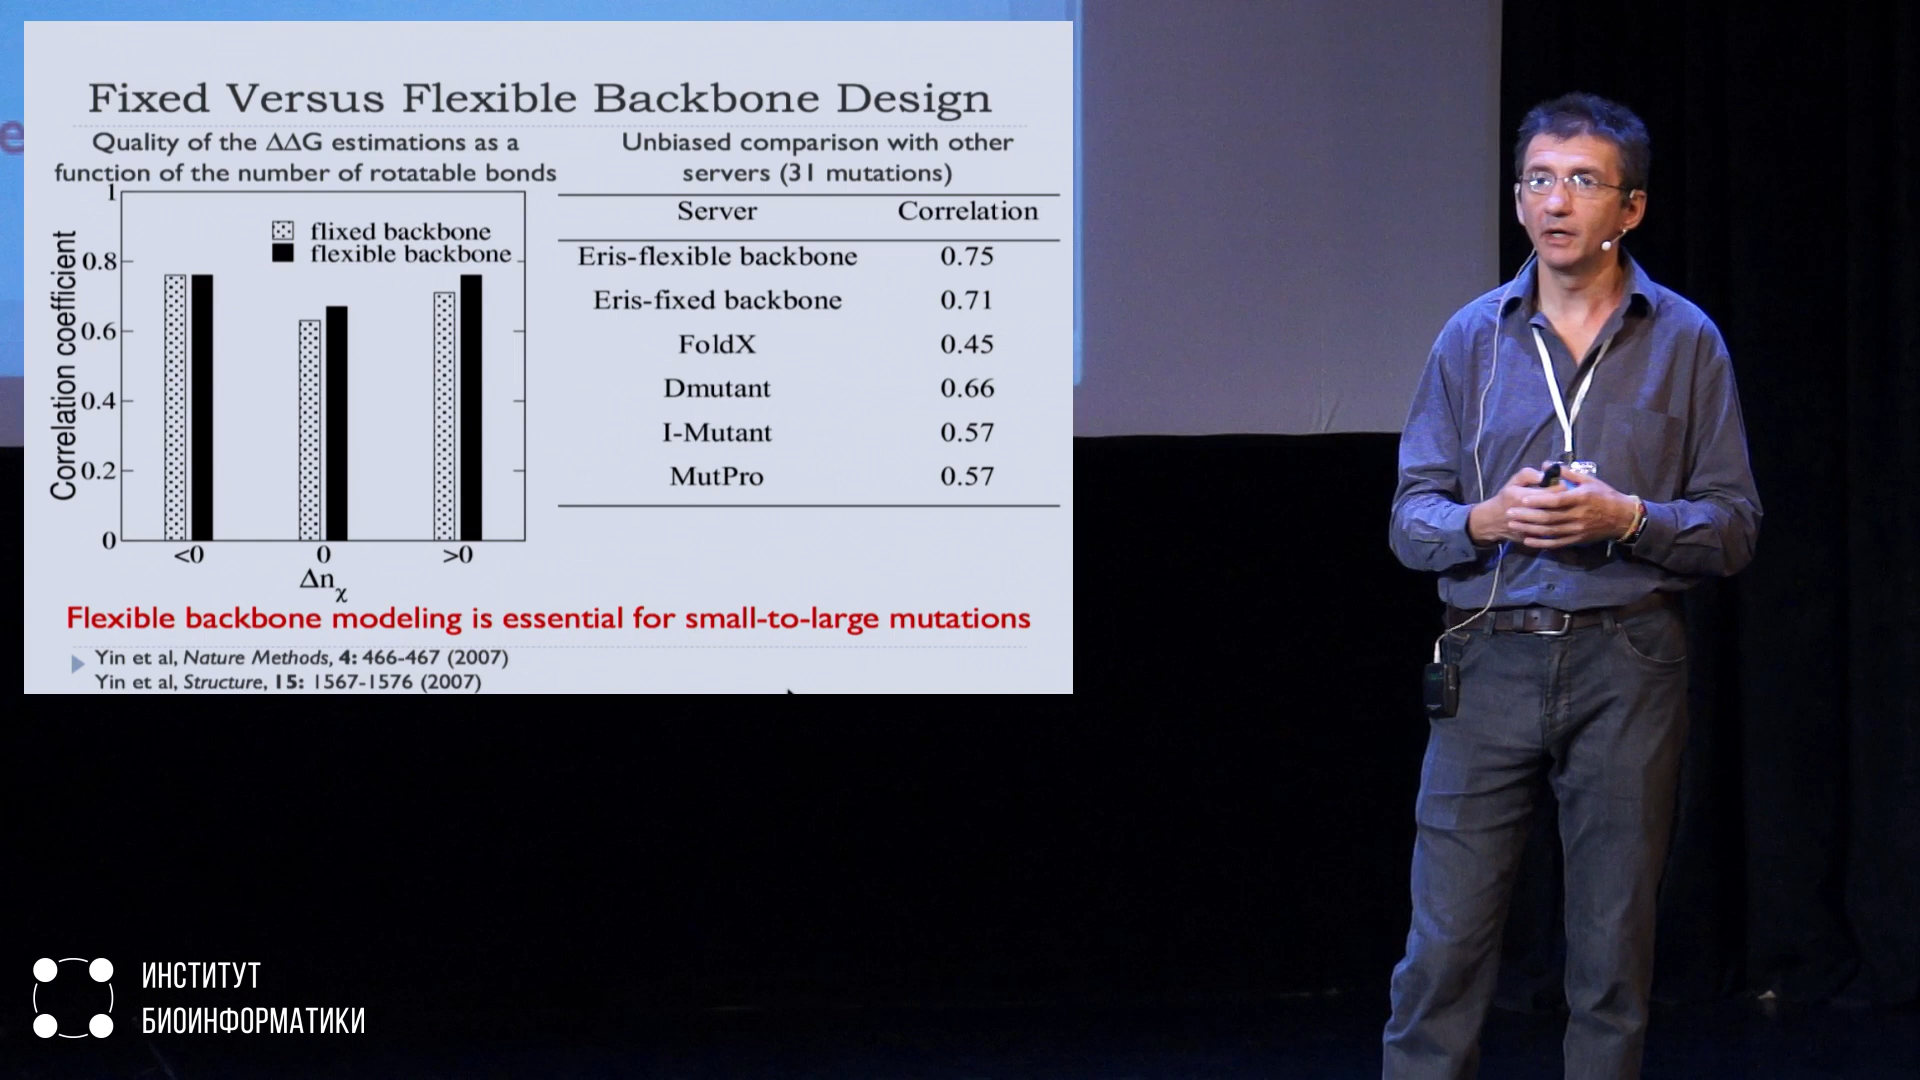 Fixed Versus Flexible Backbone Design
Quality of the ΔΔG estimations as a
function of the number of rotatable bonds
1
0.8
0.6
0.4
0.2
0
Correlation coefficient
flixed backbone
flexible backbone
<0 0 >0
Δnχ
Unbiased comparison with other
servers (31 mutations)
Server Correlation
Eris-flexible backbone 0.75
Eris-fixed backbone 0.71
FoldX 0.45
Dmutant 0.66
I-Mutant 0.57
MutPro 0.57
Flexible backbone modeling is essential for small-to-large mutations
Yin et al, Nature Methods, 4: 466-467 (2007)
Yin et al, Structure, 15: 1567-1576 (2007)
e
ИНСТИТУТ
БИОИНФОРМАТИКИ